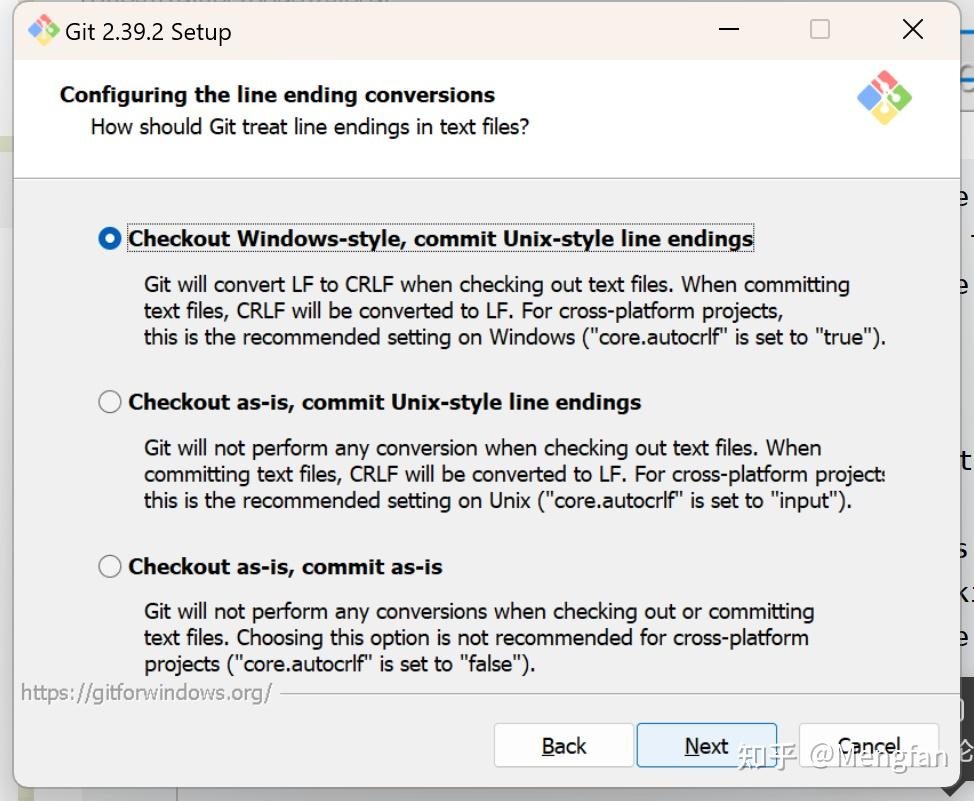 Git 2.39.2 Setup
Configuring the line ending conversions
How should Git treat line endings in text files?
Checkout Windows-style, commit Unix-style line endings
Git will convert LF to CRLF when checking out text files. When committing
text files, CRLF will be converted to LF. For cross-platform projects,
this is the recommended setting on Windows ("core.autocrlf" is set to "true").
Checkout as-is, commit Unix-style line endings
Git will not perform any conversion when checking out text files. When
committing text files, CRLF will be converted to LF. For cross-platform projects
this is the recommended setting on Unix ("core.autocrlf" is set to "input").
Checkout as-is, commit as-is
Git will not perform any conversions when checking out or committing
text files. Choosing this option is not recommended for cross-platform
projects ("core.autocrlf" is set to "false").
https://gitforwindows.org/
Back Next Cancel
知乎 @Mengfan